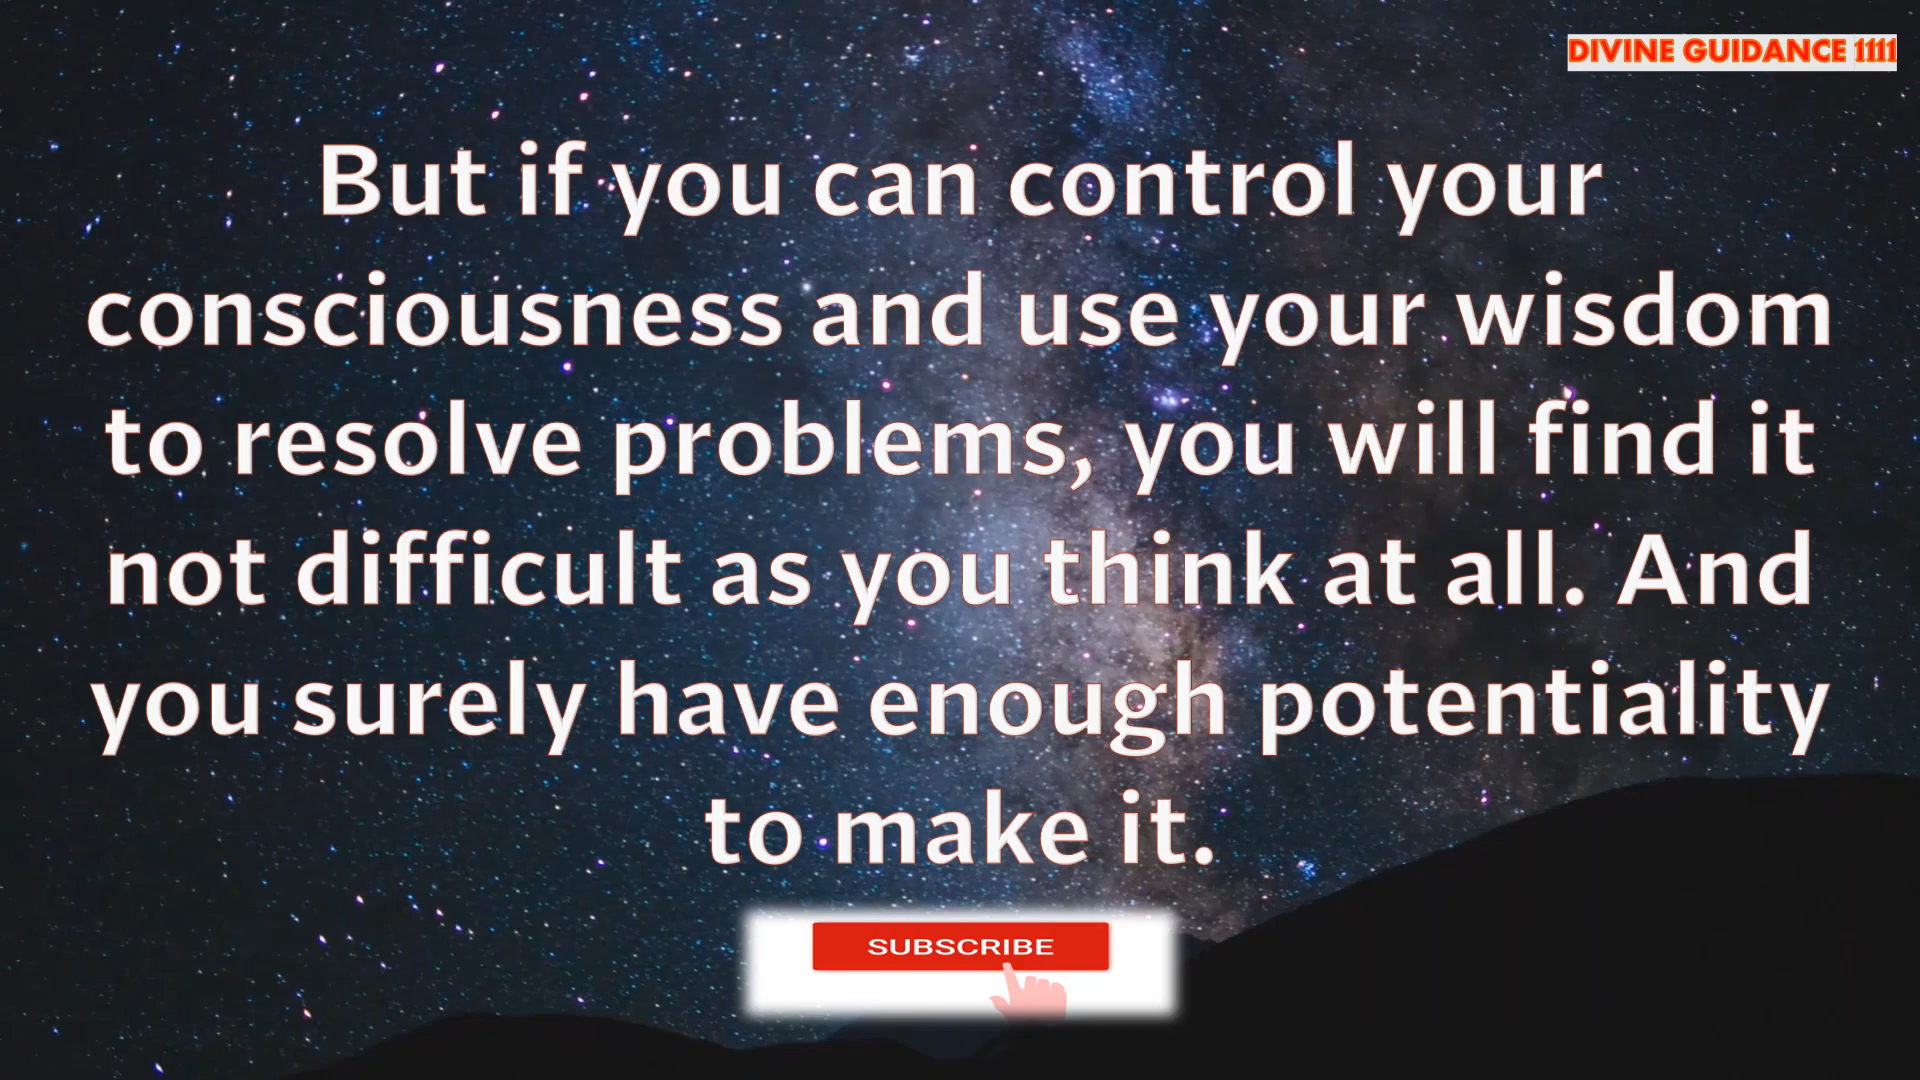 DIVINE GUIDANCE 1111
But if you can control your
consciousness and use your wisdom
to resolve problems, you will find it
not difficult as you think at all. And
you surely have enough potentiality
to make it.
SUBSCRIBE